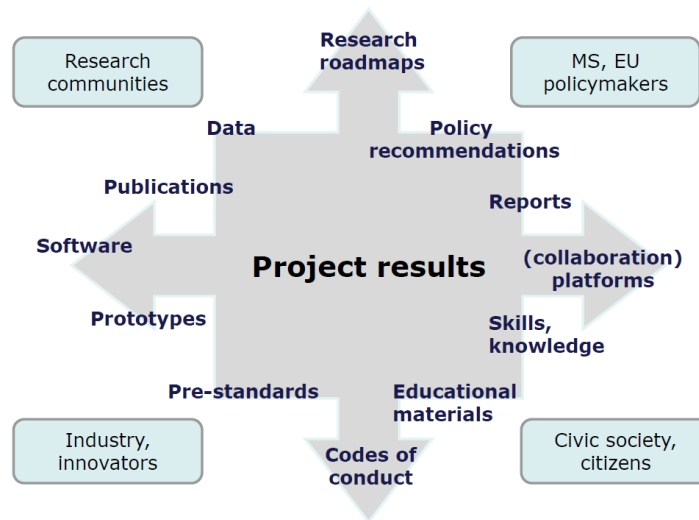 Research
roadmaps
Research
communities
MS, EU
policymakers
Data
Policy
recommendations
Publications
Reports
Software
Project results
(collaboration)
platforms
Prototypes
Skills,
knowledge
Pre-standards
Educational
materials
Industry,
innovators
Codes of
conduct
Civic society,
citizens